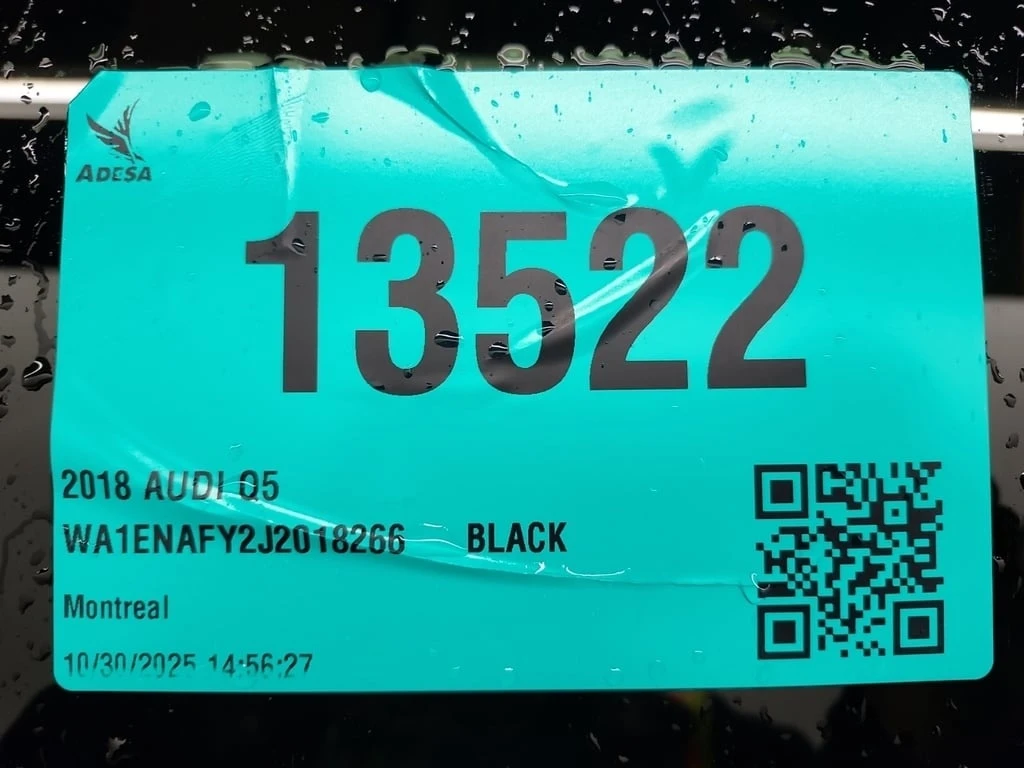 ADESA
13522
2018 AUDI Q5
WA1ENAFY2J2018266 BLACK
Montreal
10/30/2025 14:56:27